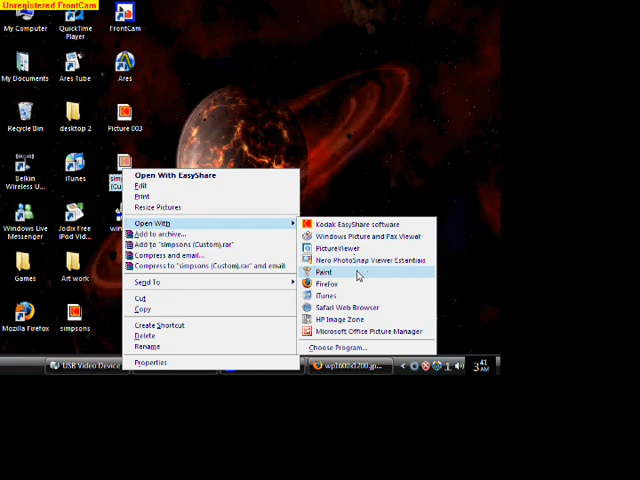 Unregistered FrontCam
My Computer
QuickTime
Player
FrontCam
My Documents
Ares Tube
Ares
Recycle Bin
desktop 2
Picture 003
Belkin
Wireless U...
iTunes
(Cu
Windows Live
Messenger
Jodix Free
iPod Vid...
Games
Art work
Mozilla Firefox
simpsons
Open With EasyShare
Edit
Print
Resize Pictures
Open With
Add to archive...
Add to "simpsons (Custom).rar"
Compress and email...
Compress to "simpsons (Custom).rar" and email
Send To
Cut
Copy
Create Shortcut
Delete
Rename
Properties
Kodak EasyShare software
Windows Picture and Fax Viewer
PictureViewer
Nero PhotoSnap Viewer Essentials
Paint
Firefox
iTunes
Safari Web Browser
HP Image Zone
Microsoft Office Picture Manager
Choose Program...
USB Video Device
wp1600x1200.jp...
3:41
AM